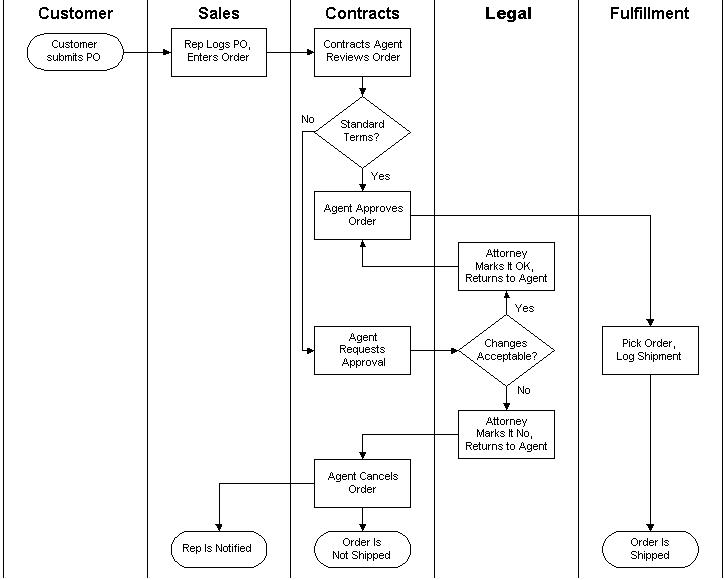 Customer
Sales
Contracts
Legal
Fulfillment
Customer
submits PO
Rep Logs PO,
Enters Order
Contracts Agent
Reviews Order
No
Standard
Terms?
Yes
Agent Approves
Order
Attorney
Marks It OK,
Returns to Agent
Yes
Agent
Requests
Approval
Changes
Acceptable?
Pick Order,
Log Shipment
No
Attorney
Marks It No,
Returns to Agent
Agent Cancels
Order
Rep Is Notified
Order Is
Not Shipped
Order Is
Shipped